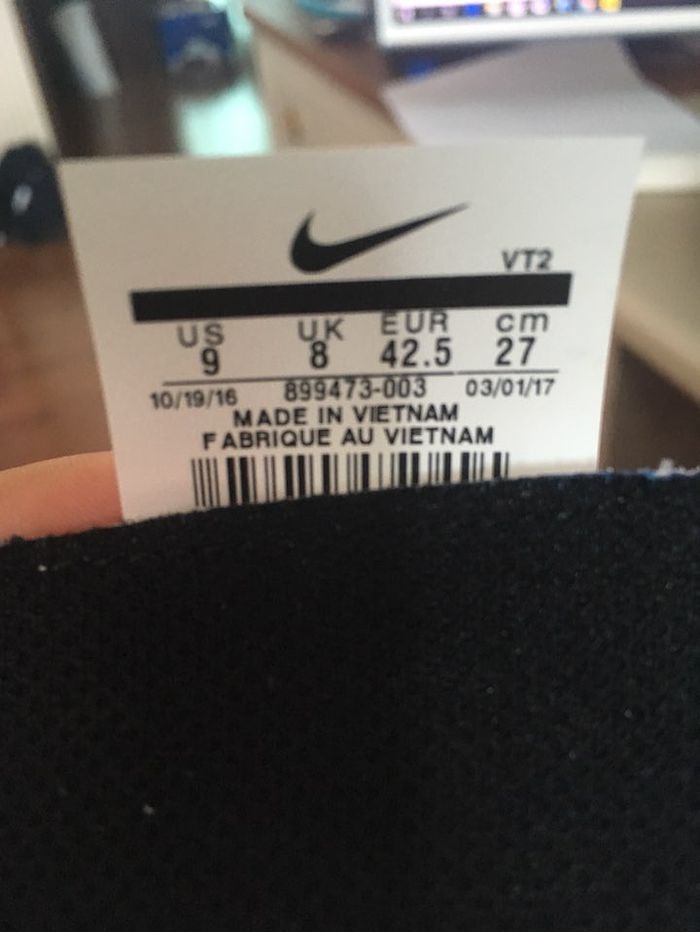 VT2
US UK EUR cm
9 8 42.5 27
10/19/16 899473-003 03/01/17
MADE IN VIETNAM
FABRIQUE AU VIETNAM